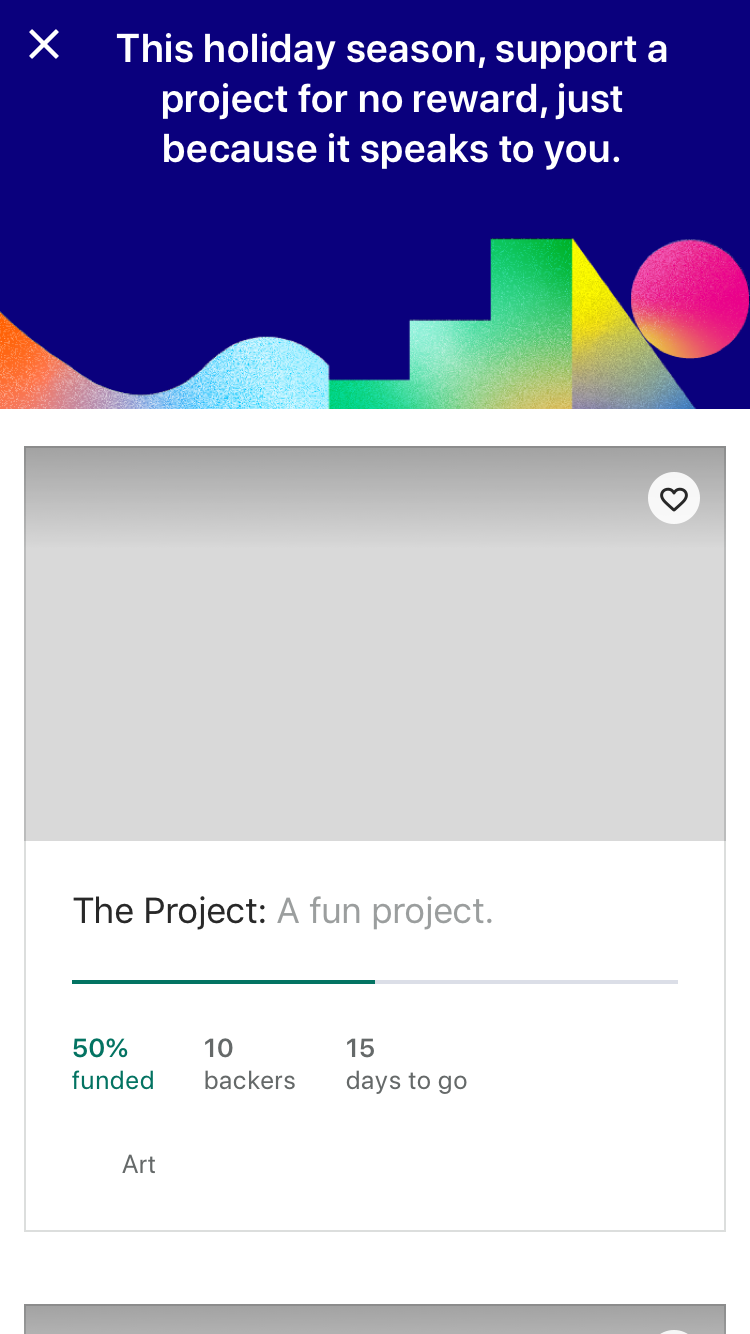 This holiday season, support a
project for no reward, just
because it speaks to you.
The Project: A fun project.
50% 10 15
funded backers days to go
Art